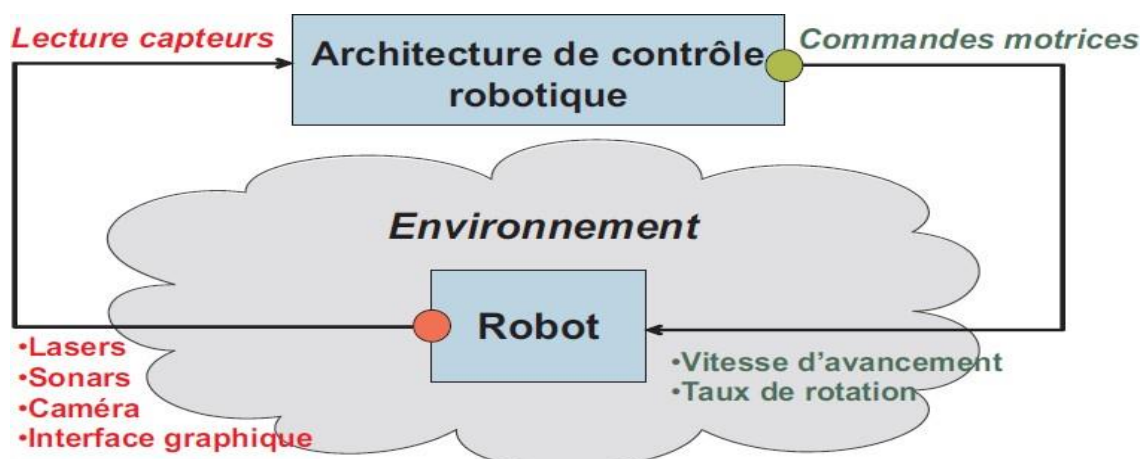 Lecture capteurs
Architecture de contrôle
robotique
Commandes motrices
Environnement
Robot
•Lasers
•Sonars
•Caméra
•Interface graphique
•Vitesse d'avancement
•Taux de rotation